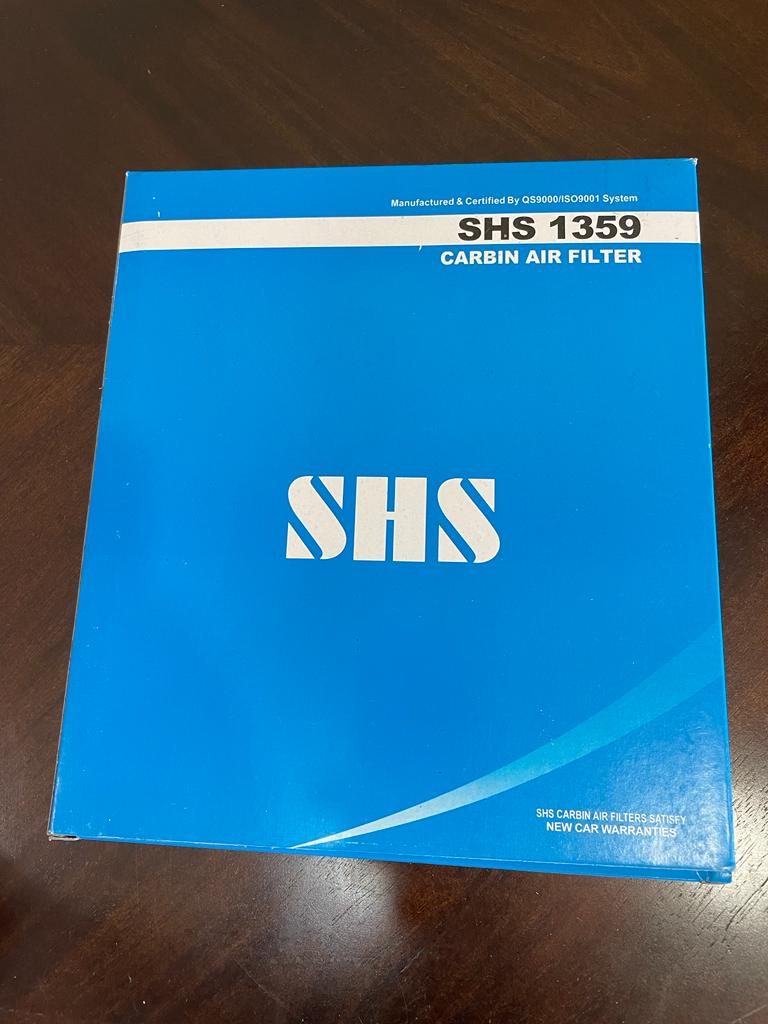 Manufactured & Certified By QS9000/ISO9001 System
SHS 1359
CARBIN AIR FILTER
SHS
SHS CARBIN AIR FILTERS SATISFY
NEW CAR WARRANTIES